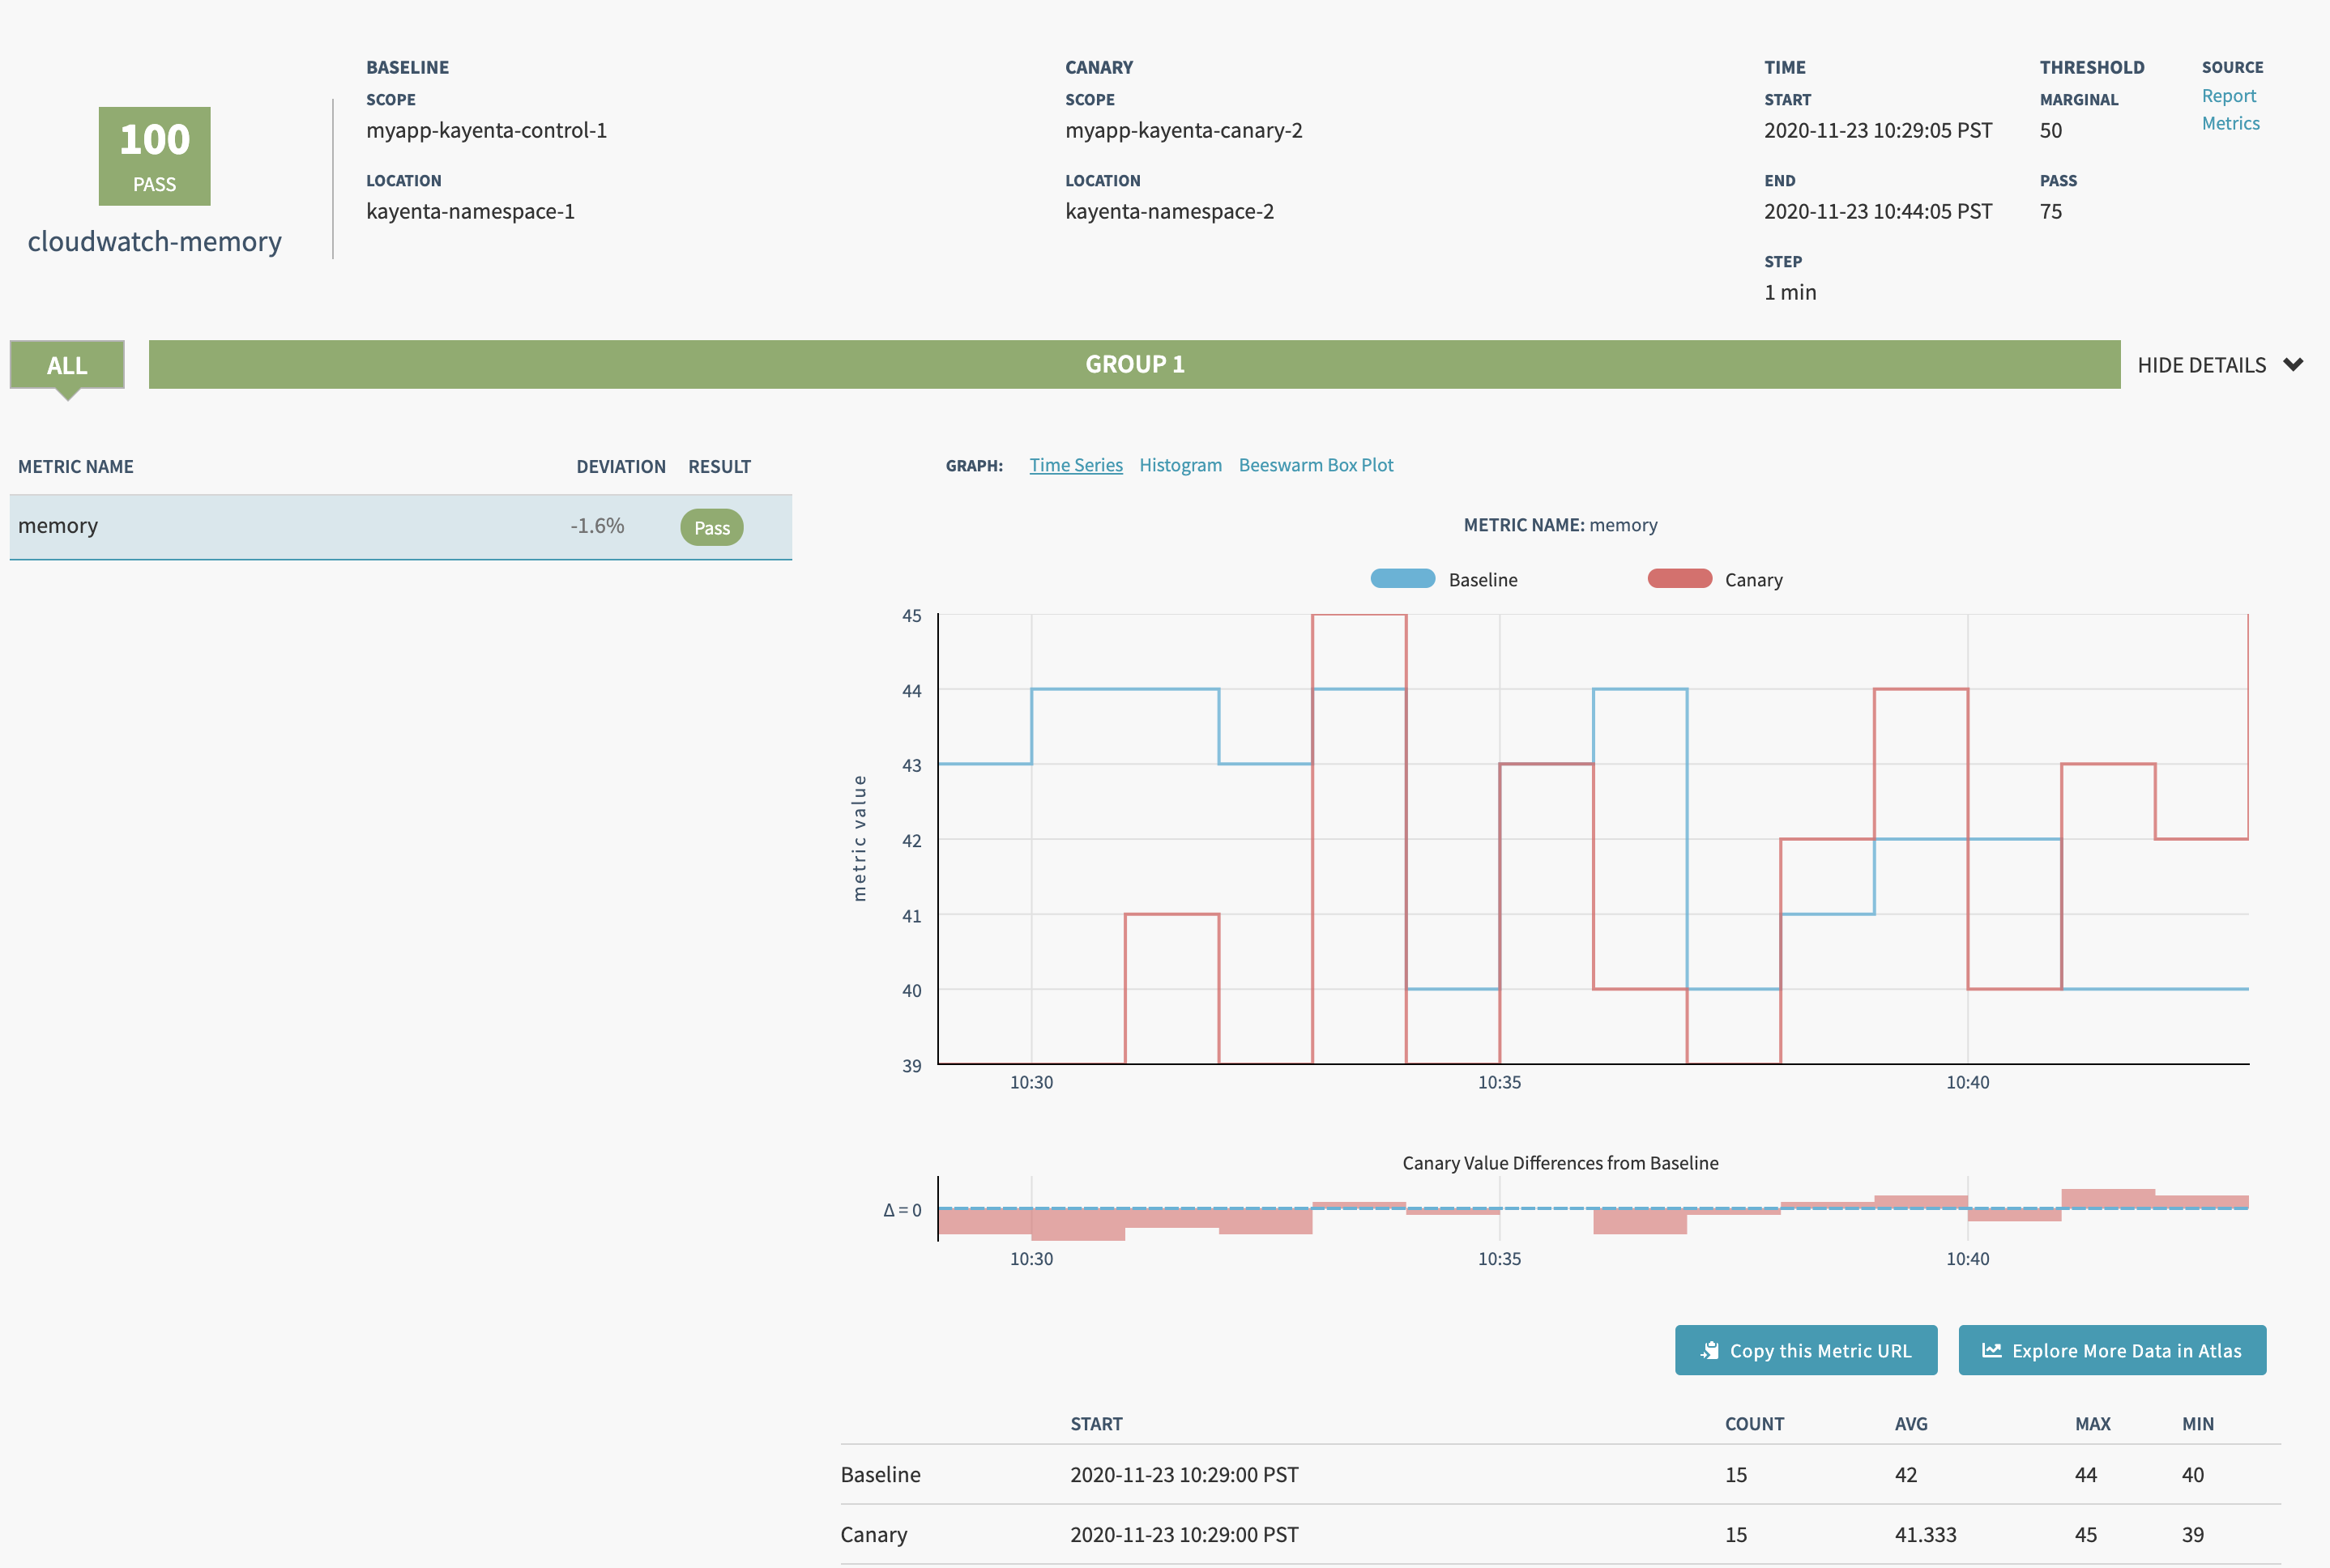 100
PASS
cloudwatch-memory
BASELINE
SCOPE
myapp-kayenta-control-1
LOCATION
kayenta-namespace-1
CANARY
SCOPE
myapp-kayenta-canary-2
LOCATION
kayenta-namespace-2
TIME
START
2020-11-23 10:29:05 PST
END
2020-11-23 10:44:05 PST
STEP
1 min
THRESHOLD
MARGINAL
50
PASS
75
SOURCE
Report
Metrics
ALL
GROUP 1
HIDE DETAILS
METRIC NAME DEVIATION RESULT
memory -1.6% Pass
GRAPH: Time Series Histogram Beeswarm Box Plot
METRIC NAME: memory
Baseline Canary
metric value
45
44
43
42
41
40
39
10:30 10:35 10:40
Canary Value Differences from Baseline
Δ = 0
10:30 10:35 10:40
Copy this Metric URL
Explore More Data in Atlas
START COUNT AVG MAX MIN
Baseline 2020-11-23 10:29:00 PST 15 42 44 40
Canary 2020-11-23 10:29:00 PST 15 41.333 45 39